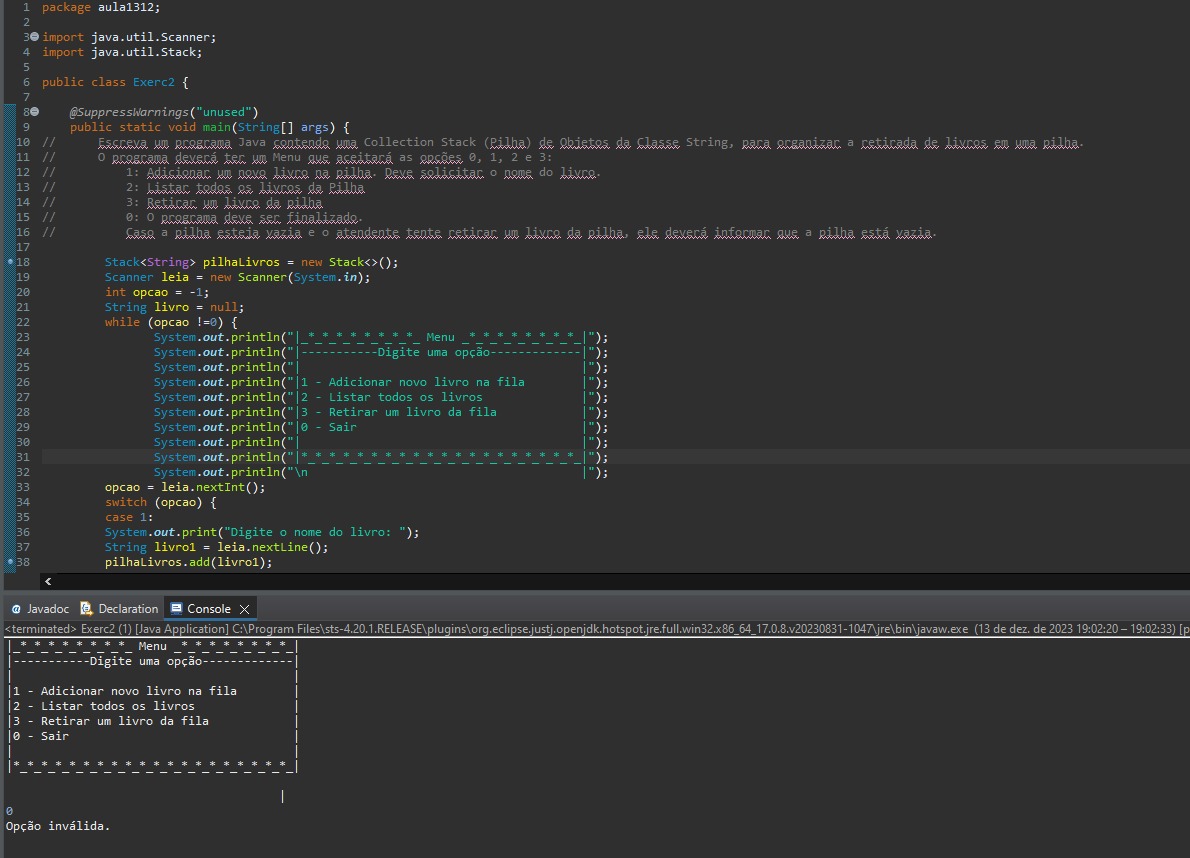 1 package aula1312;
2
3 import java.util.Scanner;
4 import java.util.Stack;
5
6 public class Exerc2 {
7
8 @SuppressWarnings("unused")
9 public static void main(String[] args) {
10 // Escreva um programa Java contendo uma Collection Stack (Pilha) de Objetos da Classe String, para organizar a retirada de livros em uma pilha.
11 // O programa deverá ter um Menu que aceitará as opções 0, 1, 2 e 3:
12 // 1: Adicionar um novo livro na pilha. Deve solicitar o nome do livro.
13 // 2: Listar todos os livros da Pilha
14 // 3: Retirar um livro da pilha
15 // 0: O programa deve ser finalizado.
16 // Caso a pilha esteja vazia e o atendente tente retirar um livro da pilha, ele deverá informar que a pilha está vazia.
17
18 Stack<String> pilhaLivros = new Stack<>();
19 Scanner leia = new Scanner(System.in);
20 int opcao = -1;
21 String livro = null;
22 while (opcao !=0) {
23 System.out.println("|_*_*_*_*_*_*_*_*_ Menu _*_*_*_*_*_*_*_*_|");
24 System.out.println("|-----------Digite uma opção-------------|");
25 System.out.println("|                                        |");
26 System.out.println("|1 - Adicionar novo livro na fila        |");
27 System.out.println("|2 - Listar todos os livros              |");
28 System.out.println("|3 - Retirar um livro da fila            |");
29 System.out.println("|0 - Sair                                |");
30 System.out.println("|                                        |");
31 System.out.println("|*_*_*_*_*_*_*_*_*_*_*_*_*_*_*_*_*_*_*_*_|");
32 System.out.println("\n                                       |");
33 opcao = leia.nextInt();
34 switch (opcao) {
35 case 1:
36 System.out.print("Digite o nome do livro: ");
37 String livro1 = leia.nextLine();
38 pilhaLivros.add(livro1);
Javadoc Declaration Console
<terminated> Exerc2 (1) [Java Application] C:\Program Files\sts-4.20.1.RELEASE\plugins\org.eclipse.justj.openjdk.hotspot.jre.full.win32.x86_64_17.0.8.v20230831-1047\jre\bin\javaw.exe (13 de dez. de 2023 19:02:20 – 19:02:33) [p
|_*_*_*_*_*_*_*_*_ Menu _*_*_*_*_*_*_*_*_|
|-----------Digite uma opção-------------|
|                                        |
|1 - Adicionar novo livro na fila        |
|2 - Listar todos os livros              |
|3 - Retirar um livro da fila            |
|0 - Sair                                |
|                                        |
|*_*_*_*_*_*_*_*_*_*_*_*_*_*_*_*_*_*_*_*_|
|
0
Opção inválida.